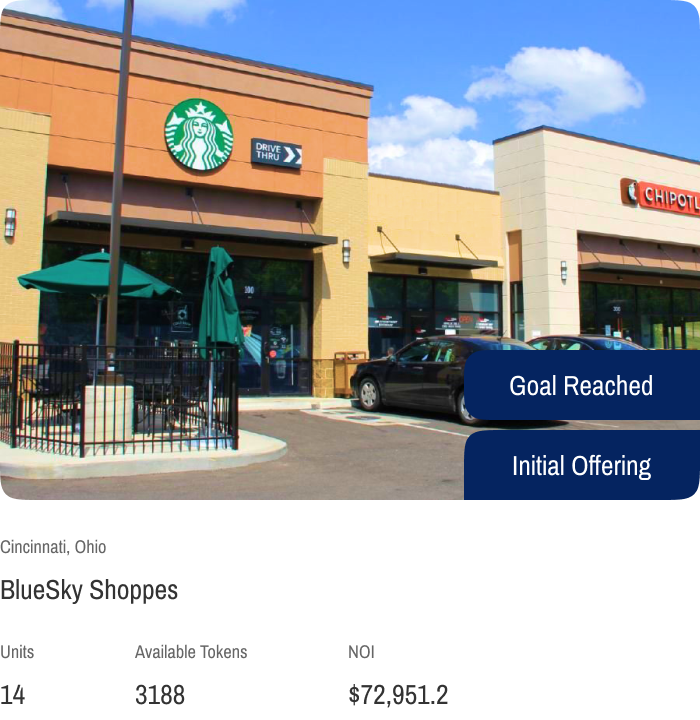 DRIVE
THRU
CHIPOTL
100
Goal Reached
Initial Offering
Cincinnati, Ohio
BlueSky Shoppes
Units
Available Tokens
NOI
14
3188
$72,951.2